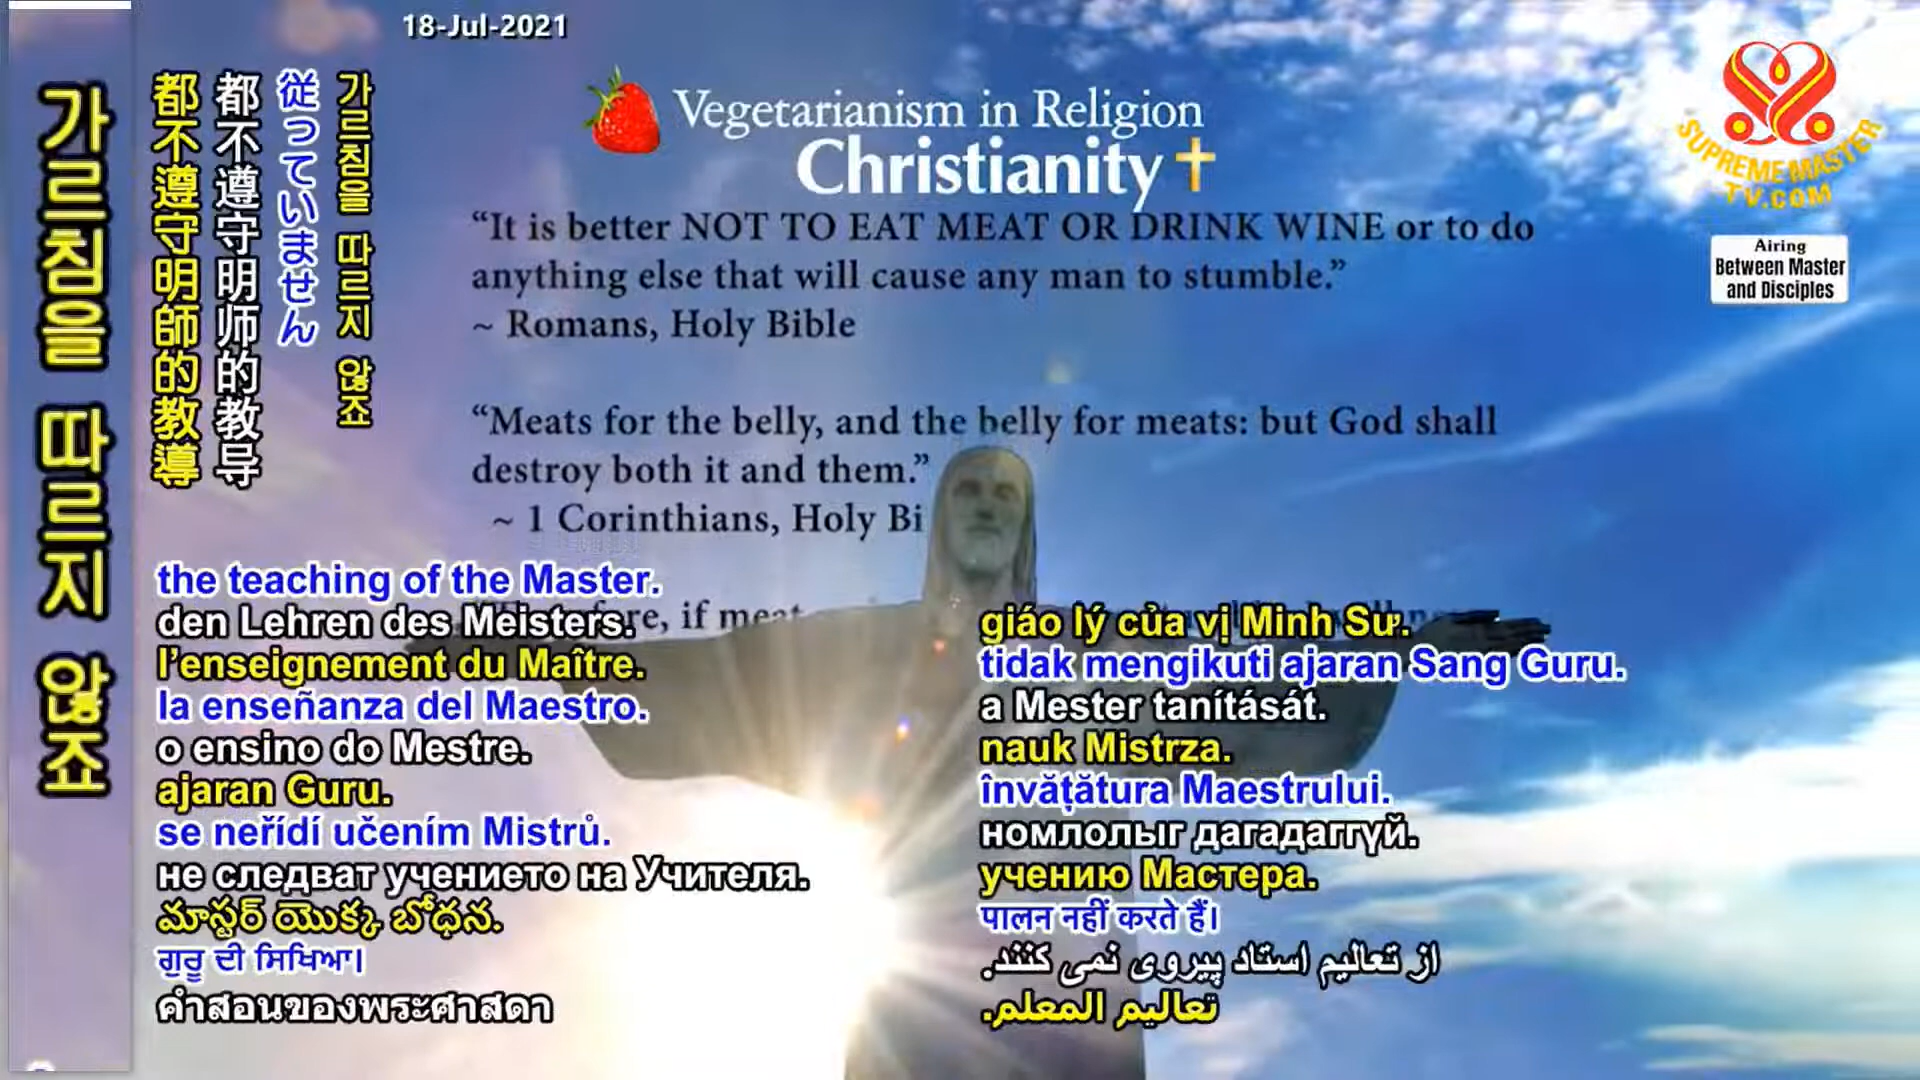 18-Jul-2021
가르침을 따르지 않죠
都不遵守明師的教導
都不遵守明师的教导
従っていません
가르침을 따르지 않죠
Vegetarianism in Religion
Christianity
“It is better NOT TO EAT MEAT OR DRINK WINE or to do
anything else that will cause any man to stumble.”
~ Romans, Holy Bible
“Meats for the belly, and the belly for meats: but God shall
destroy both it and them.”
~ 1 Corinthians, Holy Bi
if meat
SUPREME MASTER
TV.COM
Airing
Between Master
and Disciples
the teaching of the Master.
den Lehren des Meisters.
l’enseignement du Maître.
la enseñanza del Maestro.
o ensino do Mestre.
ajaran Guru.
se neřídí učením Mistrů.
не следват учението на Учителя.
మాస్టర్ యొక్క బోధన.
ਗੁਰੂ ਦੀ ਸਿਖਿਆ।
คำสอนของพระศาสดา
giáo lý của vị Minh Sư.
tidak mengikuti ajaran Sang Guru.
a Mester tanítását.
nauk Mistrza.
învățătura Maestrului.
номлолыг дагадаггүй.
учению Мастера.
पालन नहीं करते हैं।
از تعالیم استاد پیروی نمی کنند.
تعاليم المعلم.